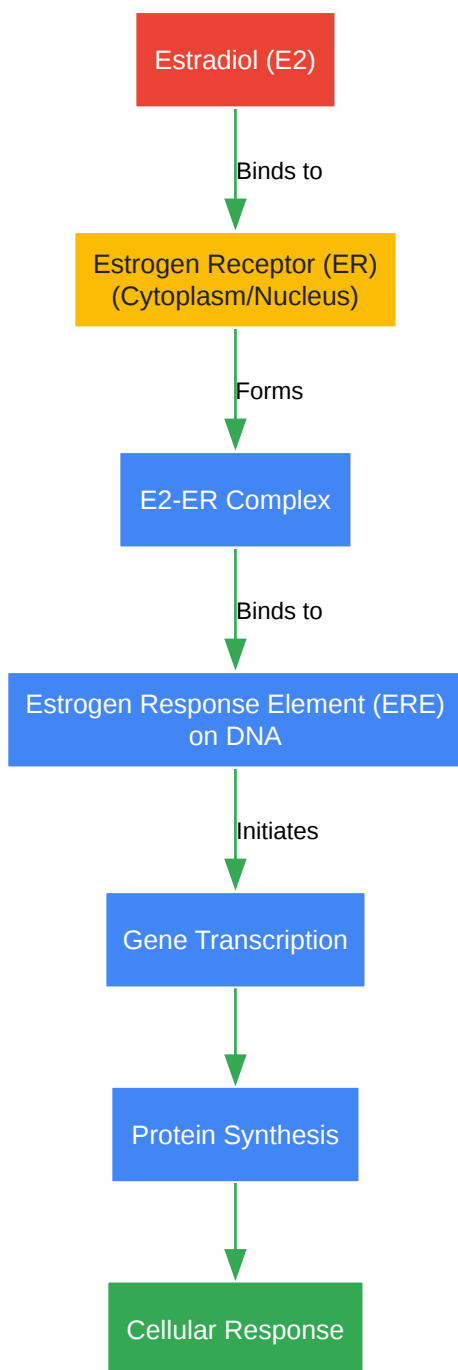 Estradiol (E2)
Binds to
Estrogen Receptor (ER)
(Cytoplasm/Nucleus)
Forms
E2-ER Complex
Binds to
Estrogen Response Element (ERE)
on DNA
Initiates
Gene Transcription
Protein Synthesis
Cellular Response